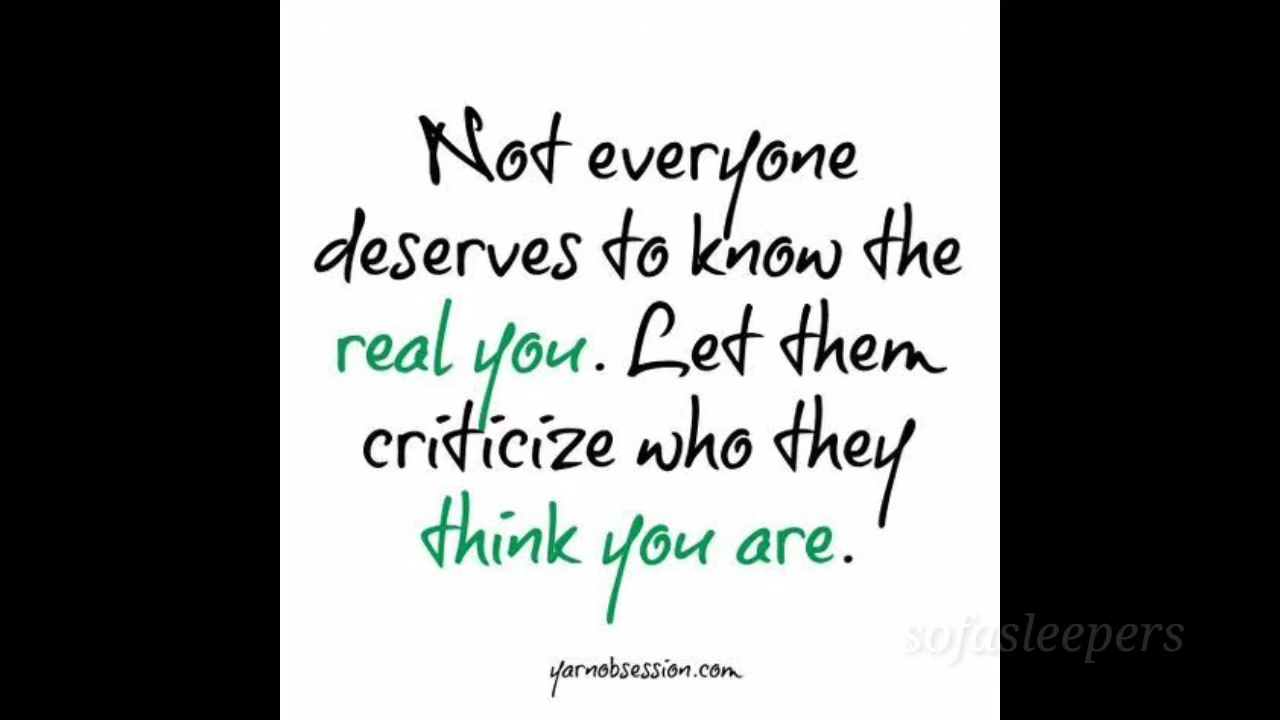 Not everyone
deserves to know the
real you. Let them
criticize who they
think you are.
sofasleepers
yarnobsession.com